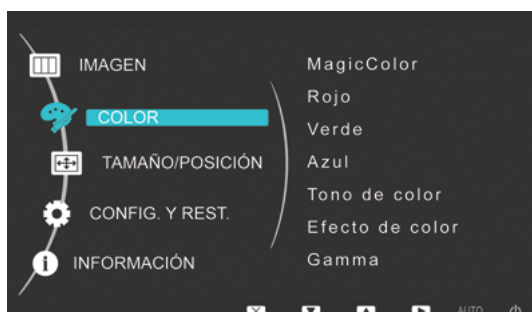 IMAGEN
COLOR
TAMAÑO/POSICIÓN
CONFIG. Y REST.
INFORMACIÓN
MagicColor
Rojo
Verde
Azul
Tono de color
Efecto de color
Gamma
AUTO